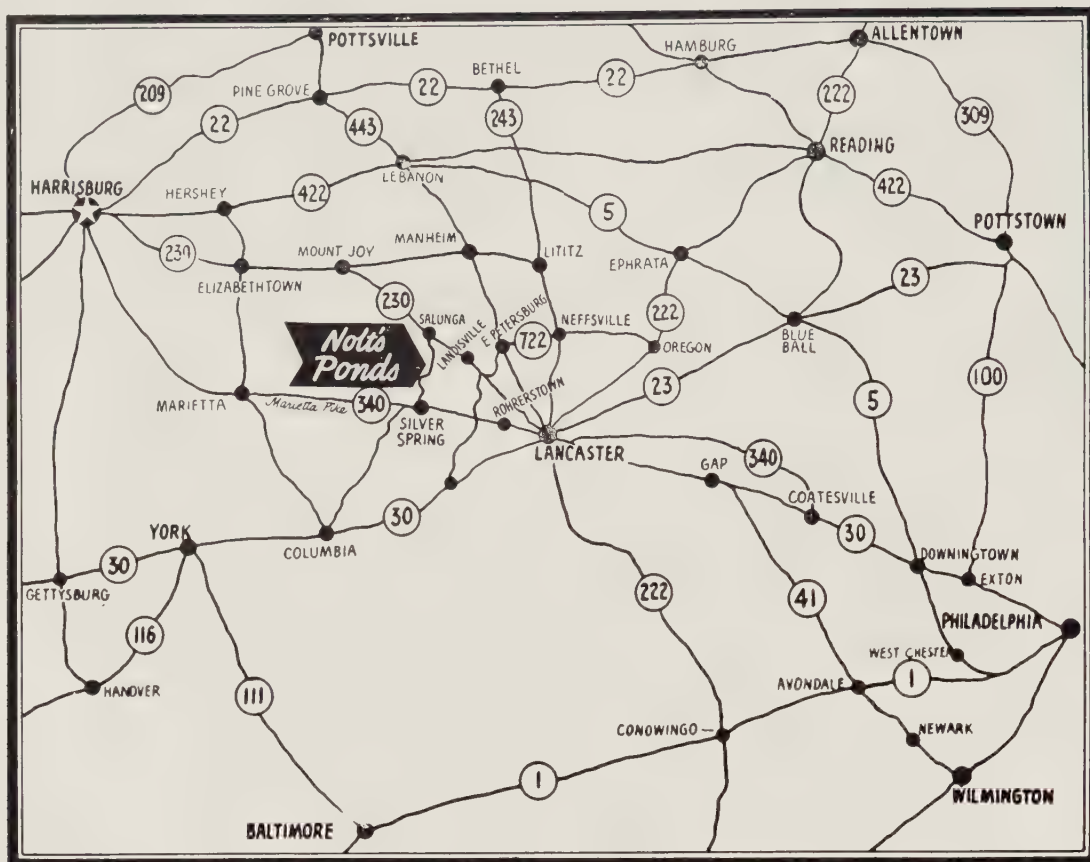 POTTSVILLE
ALLENTOWN
HAMBURG
BETHEL
209
PINE GROVE
22
22
22
222
309
243
443
READING
LEBANON
HARRISBURG
HERSHEY
422
422
5
POTTSTOWN
MOUNT JOY
MANHEIM
LITITZ
EPHRATA
230
ELIZABETHTOWN
23
230
SALUNGA
LANDISVILLE
E PETERSBURG
722
NEFFSVILLE
222
OREGON
BLUE
BALL
Nolt's
Ponds
23
100
5
MARIETTA
Marietta Pike
340
SILVER
SPRING
ROHRERSTOWN
LANCASTER
340
GAP
COATESVILLE
30
30
YORK
COLUMBIA
DOWNINGTOWN
EXTON
30
GETTYSBURG
222
41
PHILADELPHIA
116
WEST CHESTER
HANOVER
111
AVONDALE
1
CONOWINGO
NEWARK
1
WILMINGTON
BALTIMORE